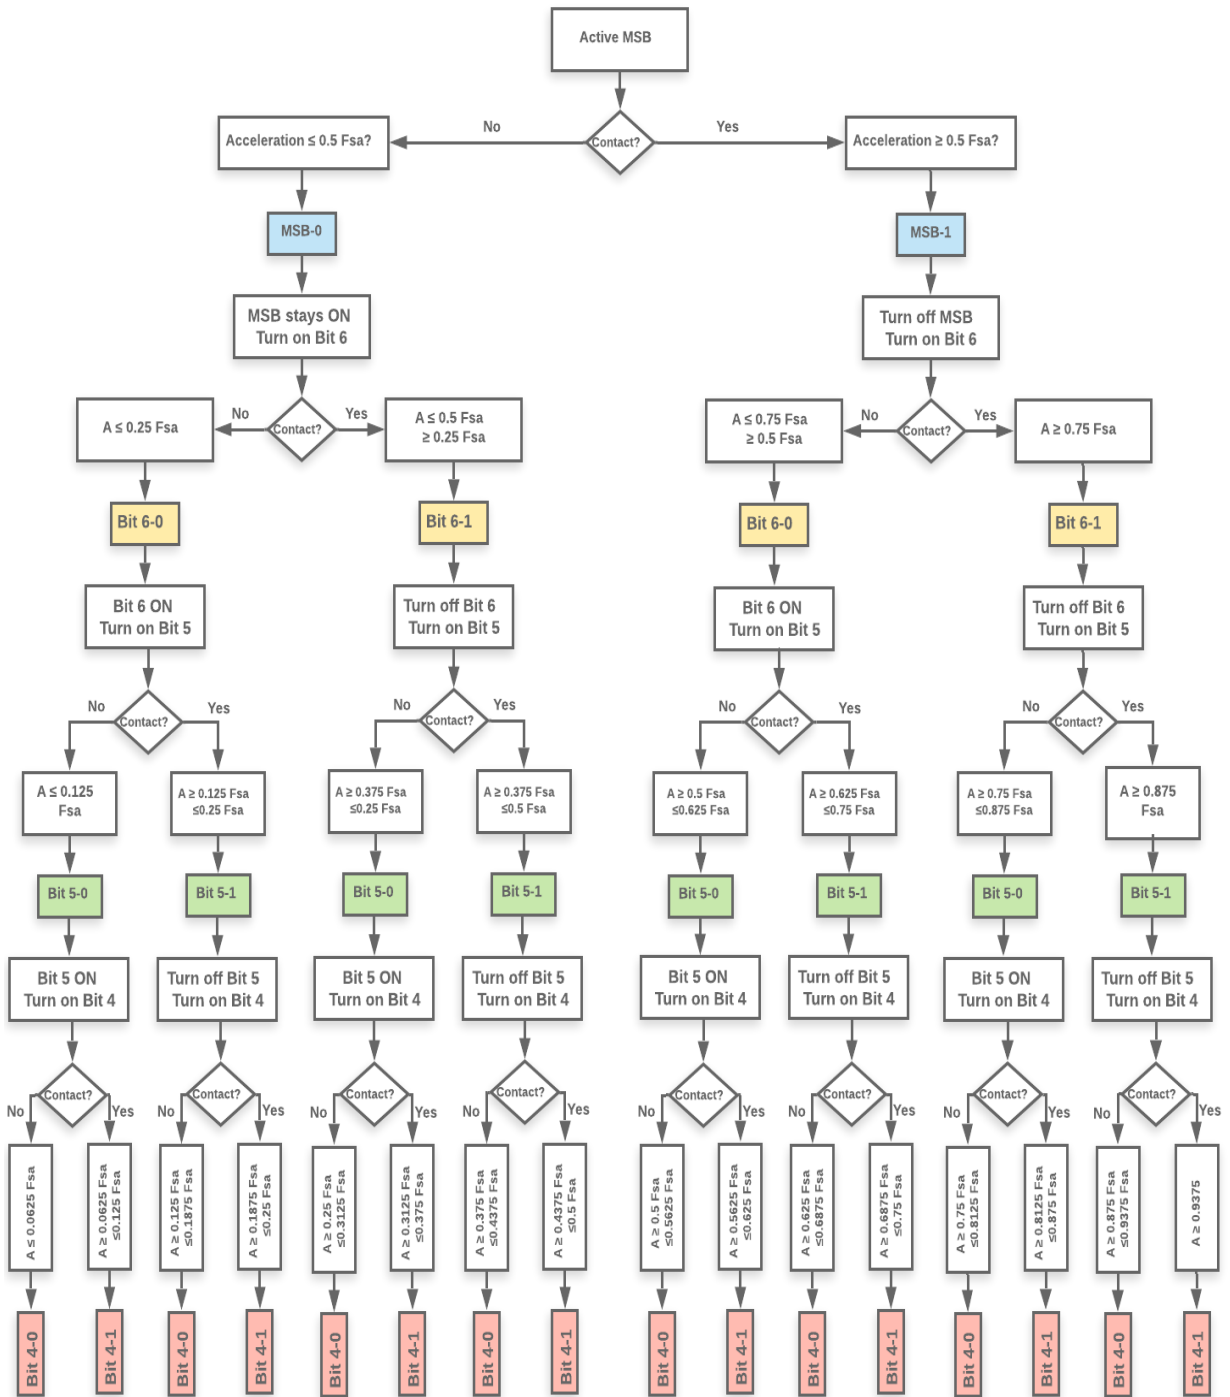 Active MSB
No
Yes
Acceleration ≤ 0.5 Fsa?
Contact?
Acceleration ≥ 0.5 Fsa?
MSB-0
MSB-1
MSB stays ON
Turn on Bit 6
Turn off MSB
Turn on Bit 6
A ≤ 0.25 Fsa
No
Contact?
Yes
A ≤ 0.5 Fsa
≥ 0.25 Fsa
A ≤ 0.75 Fsa
≥ 0.5 Fsa
No
Contact?
Yes
A ≥ 0.75 Fsa
Bit 6-0
Bit 6-1
Bit 6-0
Bit 6-1
Bit 6 ON
Turn on Bit 5
Turn off Bit 6
Turn on Bit 5
Bit 6 ON
Turn on Bit 5
Turn off Bit 6
Turn on Bit 5
No
Contact?
Yes
No
Contact?
Yes
No
Contact?
Yes
No
Contact?
Yes
A ≤ 0.125
Fsa
A ≥ 0.125 Fsa
≤0.25 Fsa
A ≥ 0.375 Fsa
≤0.25 Fsa
A ≥ 0.375 Fsa
≤0.5 Fsa
A ≥ 0.5 Fsa
≤0.625 Fsa
A ≥ 0.625 Fsa
≤0.75 Fsa
A ≥ 0.75 Fsa
≤0.875 Fsa
A ≥ 0.875
Fsa
Bit 5-0
Bit 5-1
Bit 5-0
Bit 5-1
Bit 5-0
Bit 5-1
Bit 5-0
Bit 5-1
Bit 5 ON
Turn on Bit 4
Turn off Bit 5
Turn on Bit 4
Bit 5 ON
Turn on Bit 4
Turn off Bit 5
Turn on Bit 4
Bit 5 ON
Turn on Bit 4
Turn off Bit 5
Turn on Bit 4
Bit 5 ON
Turn on Bit 4
Turn off Bit 5
Turn on Bit 4
No
Contact?
Yes
No
Contact?
Yes
No
Contact?
Yes
No
Contact?
Yes
No
Contact?
Yes
No
Contact?
Yes
No
Contact?
Yes
No
Contact?
Yes
A ≤ 0.0625 Fsa
A ≥ 0.0625 Fsa
≤0.125 Fsa
A ≥ 0.125 Fsa
≤0.1875 Fsa
A ≥ 0.1875 Fsa
≤0.25 Fsa
A ≥ 0.25 Fsa
≤0.3125 Fsa
A ≥ 0.3125 Fsa
≤0.375 Fsa
A ≥ 0.375 Fsa
≤0.4375 Fsa
A ≥ 0.4375 Fsa
≤0.5 Fsa
A ≥ 0.5 Fsa
≤0.5625 Fsa
A ≥ 0.5625 Fsa
≤0.625 Fsa
A ≥ 0.625 Fsa
≤0.6875 Fsa
A ≥ 0.6875 Fsa
≤0.75 Fsa
A ≥ 0.75 Fsa
≤0.8125 Fsa
A ≥ 0.8125 Fsa
≤0.875 Fsa
A ≥ 0.875 Fsa
≤0.9375 Fsa
A ≥ 0.9375
Bit 4-0
Bit 4-1
Bit 4-0
Bit 4-1
Bit 4-0
Bit 4-1
Bit 4-0
Bit 4-1
Bit 4-0
Bit 4-1
Bit 4-0
Bit 4-1
Bit 4-0
Bit 4-1
Bit 4-0
Bit 4-1